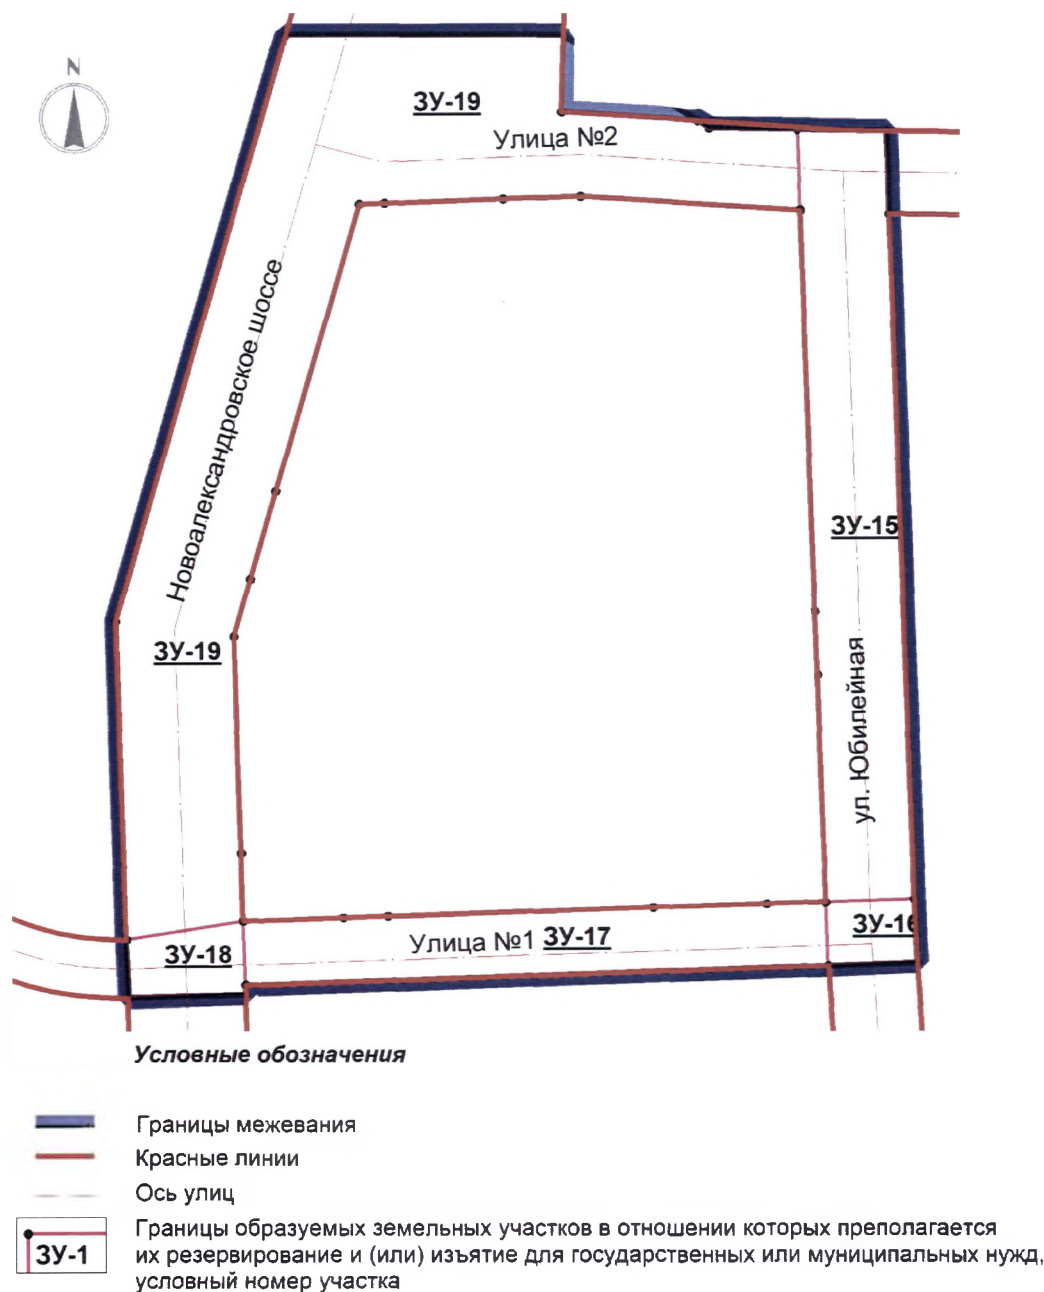 N
ЗУ-19
Улица №2
Новоалександровское шоссе
ЗУ-15
ЗУ-19
ул. Юбилейная
Улица №1 ЗУ-17
ЗУ-16
ЗУ-18
Условные обозначения
Границы межевания
Красные линии
Ось улиц
ЗУ-1
Границы образуемых земельных участков в отношении которых преполагается
их резервирование и (или) изъятие для государственных или муниципальных нужд,
условный номер участка